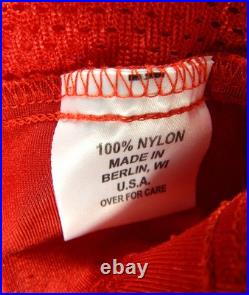 100% NYLON
MADE IN
BERLIN, WI
U.S.A.
OVER FOR CARE